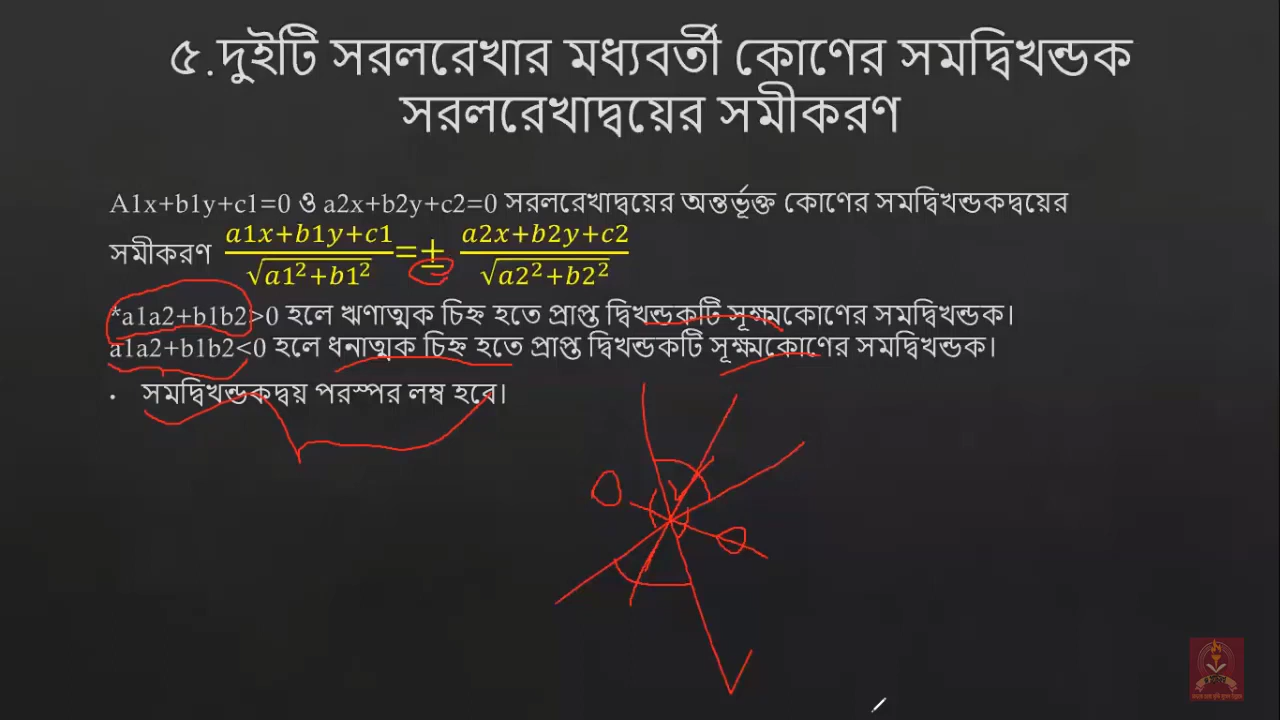 ৫.দুইটি সরলরেখার মধ্যবর্তী কোণের সমদ্বিখন্ডক
সরলরেখাদ্বয়ের সমীকরণ
A1x+b1y+c1=0 ও a2x+b2y+c2=0 সরলরেখাদ্বয়ের অন্তর্ভূক্ত কোণের সমদ্বিখন্ডকদ্বয়ের
সমীকরণ (a1x+b1y+c1)/√(a1²+b1²) =± (a2x+b2y+c2)/√(a2²+b2²)
*a1a2+b1b2>0 হলে ঋণাত্মক চিহ্ন হতে প্রাপ্ত দ্বিখন্ডকটি সূক্ষ্মকোণের সমদ্বিখন্ডক।
a1a2+b1b2<0 হলে ধনাত্মক চিহ্ন হতে প্রাপ্ত দ্বিখন্ডকটি সূক্ষ্মকোণের সমদ্বিখন্ডক।
• সমদ্বিখন্ডকদ্বয় পরস্পর লম্ব হবে।